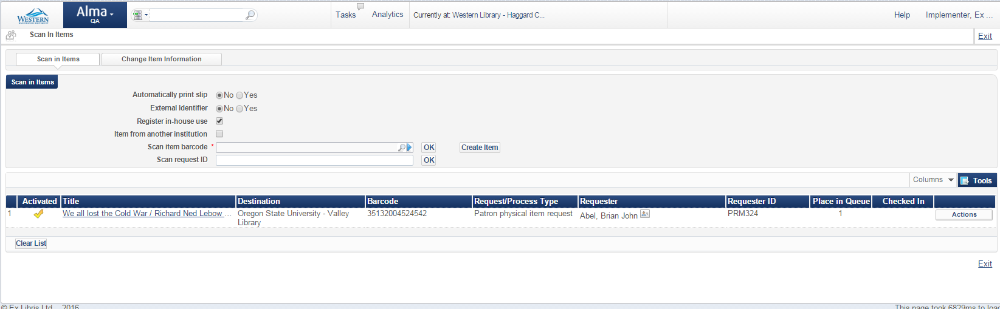 WESTERN
Alma
QA
Tasks
Analytics
Currently at: Western Library - Haggard C...
Help
Implementer, Ex ...
Scan In Items
Exit
Scan in Items
Change Item Information
Scan in Items
Automatically print slip No Yes
External Identifier No Yes
Register in-house use
Item from another institution
Scan item barcode * OK Create Item
Scan request ID OK
Columns Tools
Activated Title Destination Barcode Request/Process Type Requester Requester ID Place in Queue Checked In
1 We all lost the Cold War / Richard Ned Lebow ... Oregon State University - Valley 35132004524542 Patron physical item request Abel, Brian John PRM324 1 Actions
Library
Clear List
Exit
© Ex Libris Ltd., 2016
This page took 6829ms to load